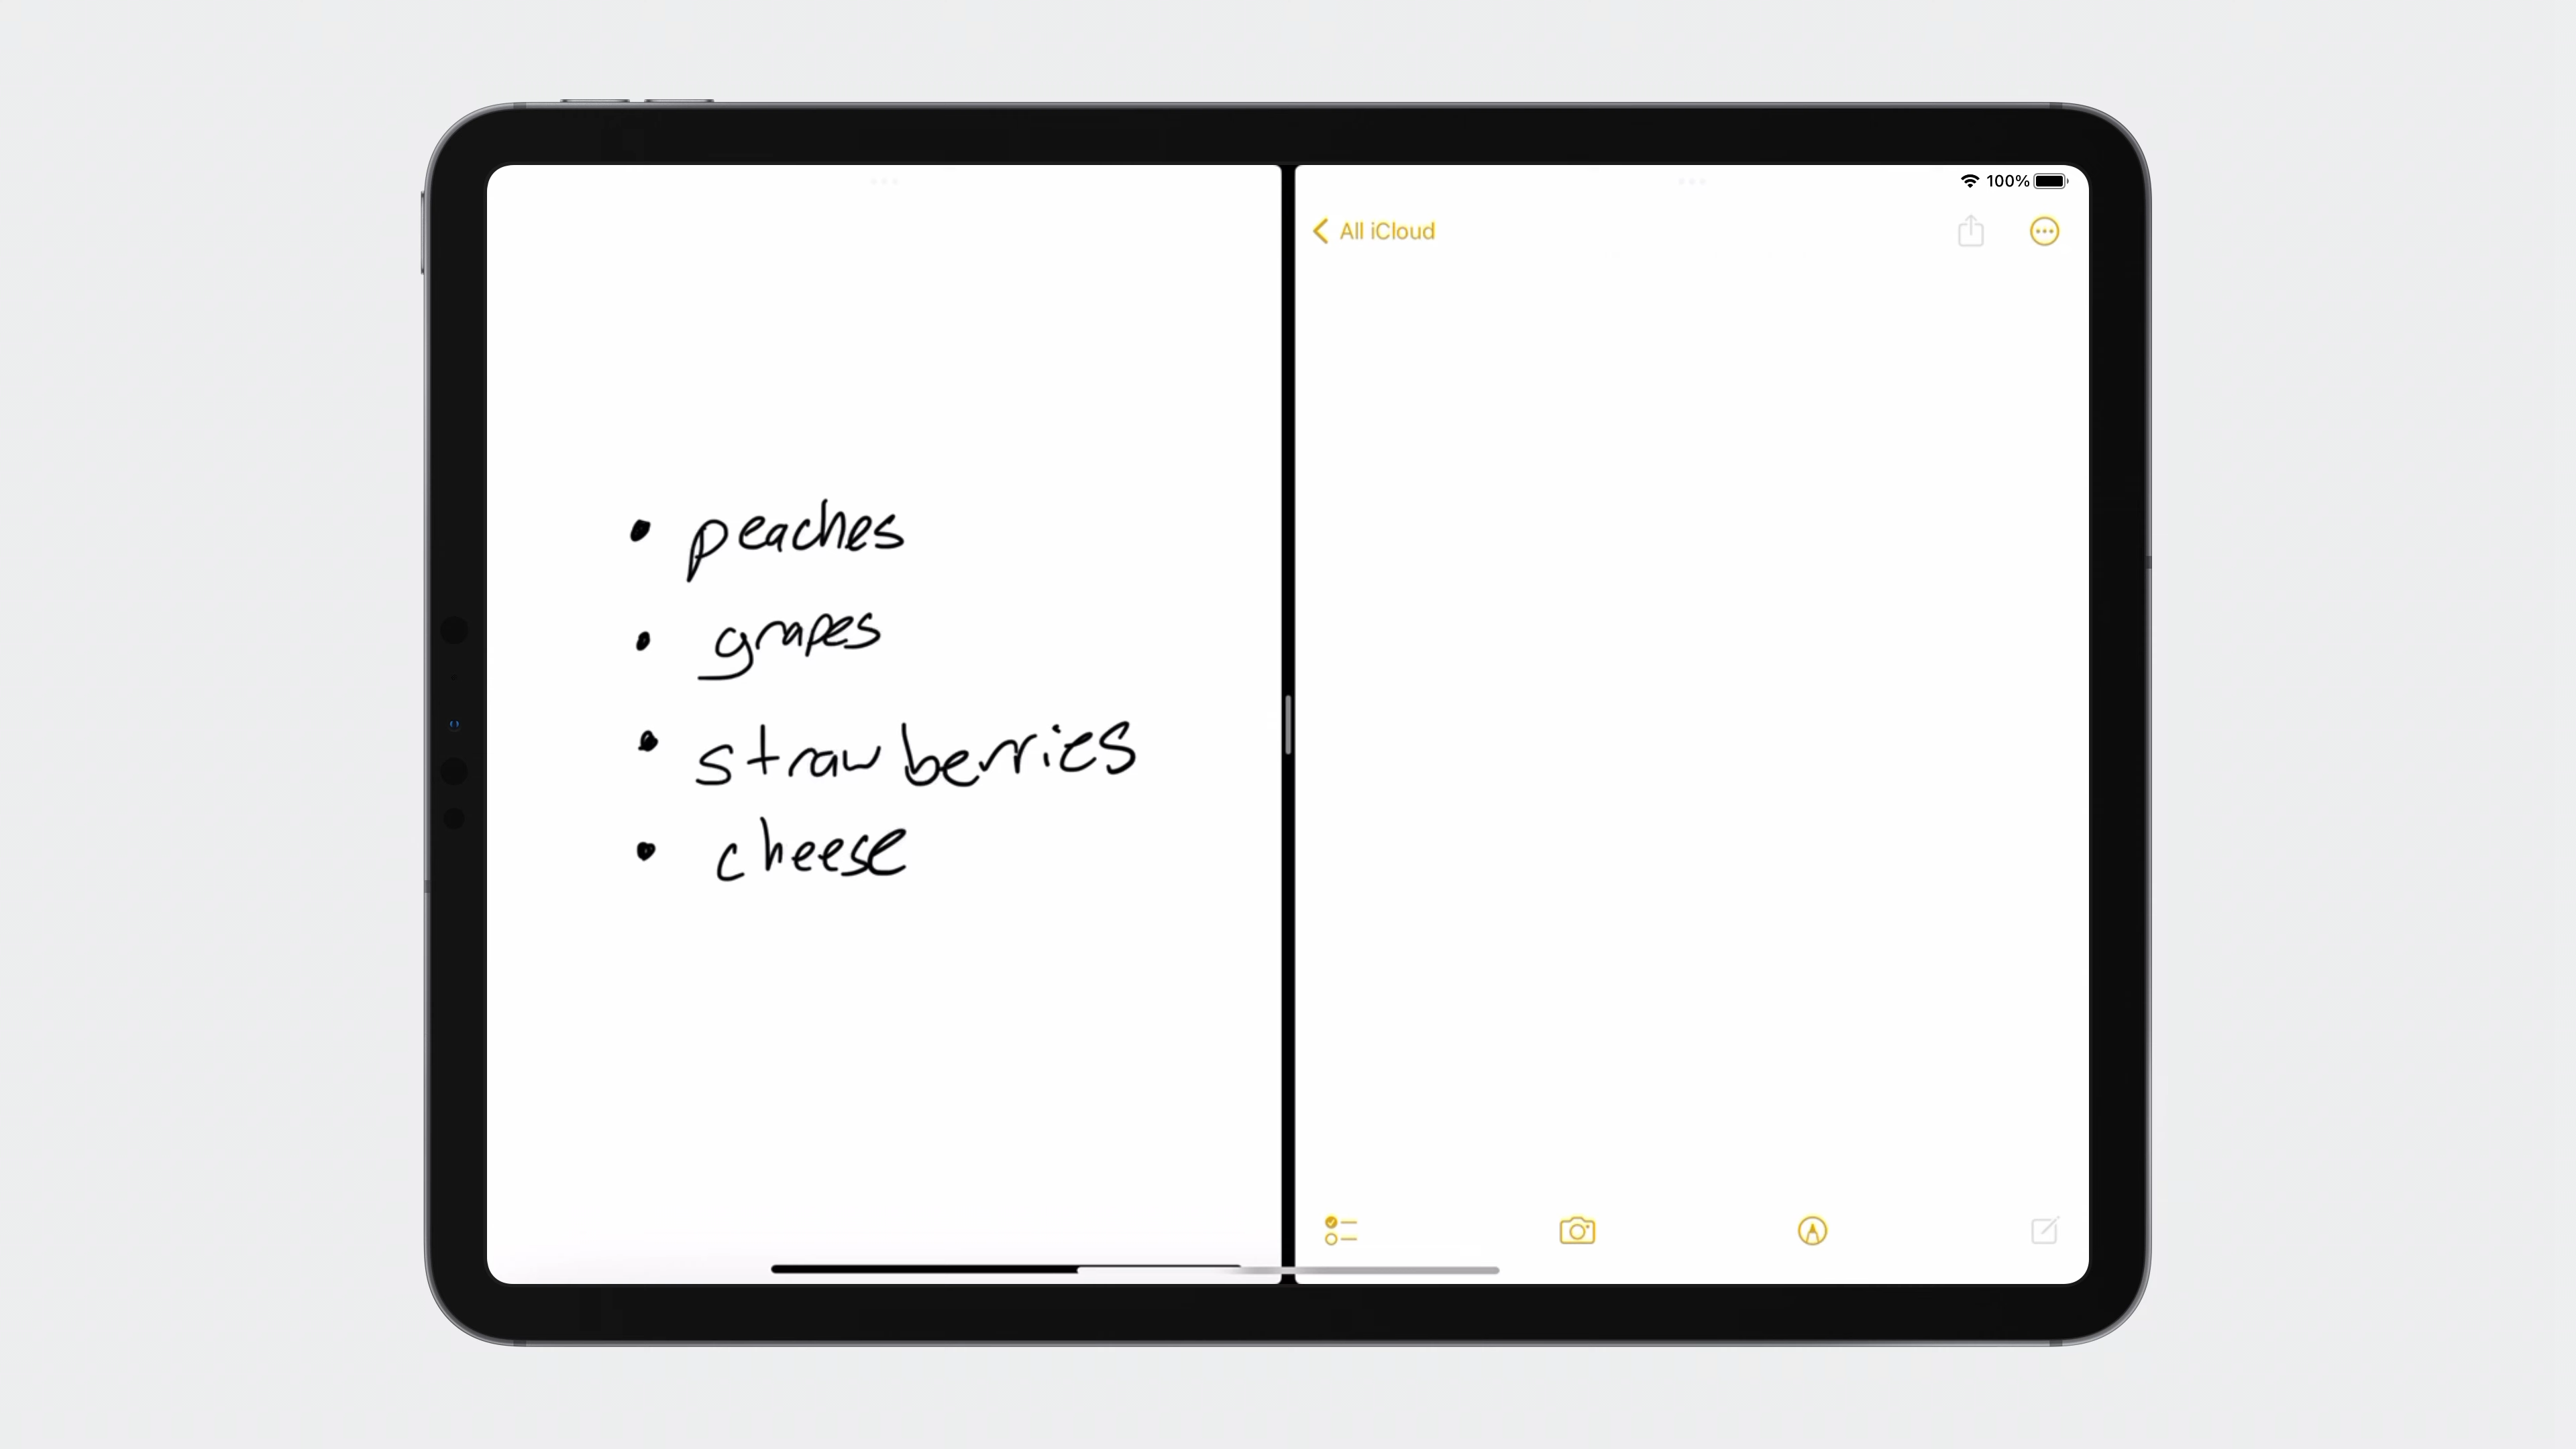 100%
All iCloud
• peaches
• grapes
• strawberries
• cheese